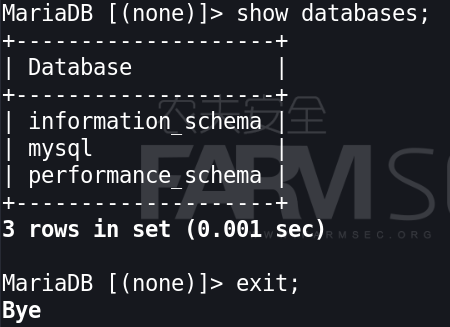 MariaDB [(none)]> show databases;
+--------------------+
| Database           |
+--------------------+
| information_schema |
| mysql              |
| performance_schema |
+--------------------+
3 rows in set (0.001 sec)
MariaDB [(none)]> exit;
Bye
农夫安全
FARMSEC
WWW.FARMSEC.ORG